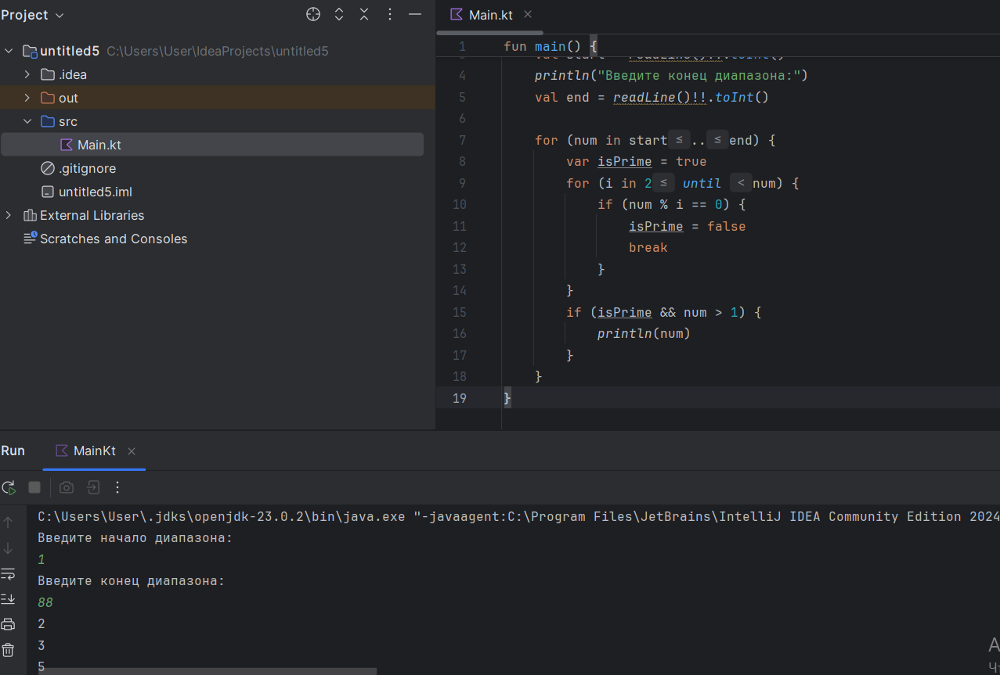 Project
Main.kt
untitled5 C:\Users\User\IdeaProjects\untitled5
.idea
out
src
Main.kt
.gitignore
untitled5.iml
External Libraries
Scratches and Consoles
1 fun main() {
4 println("Введите конец диапазона:")
5 val end = readLine()!!.toInt()
6
7 for (num in start ≤ .. ≤ end) {
8 var isPrime = true
9 for (i in 2 ≤ until < num) {
10 if (num % i == 0) {
11 isPrime = false
12 break
13 }
14 }
15 if (isPrime && num > 1) {
16 println(num)
17 }
18 }
19 }
Run MainKt
C:\Users\User\.jdks\openjdk-23.0.2\bin\java.exe "-javaagent:C:\Program Files\JetBrains\IntelliJ IDEA Community Edition 2024
Введите начало диапазона:
1
Введите конец диапазона:
88
2
3
5